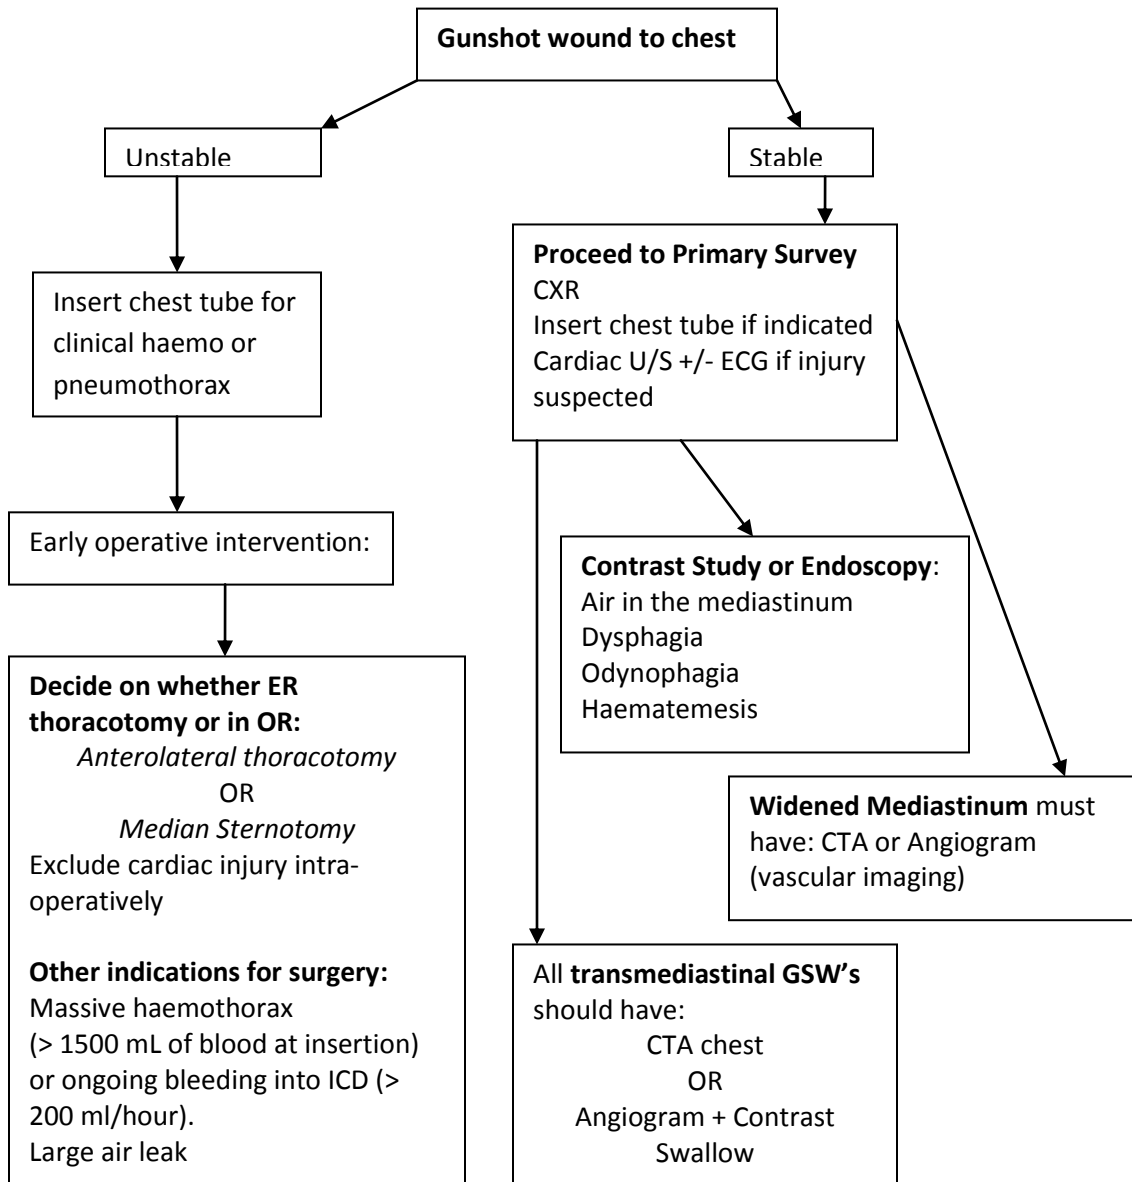 Gunshot wound to chest
Unstable
Stable
Insert chest tube for
clinical haemo or
pneumothorax
Early operative intervention:
Decide on whether ER
thoracotomy or in OR:
Anterolateral thoracotomy
OR
Median Sternotomy
Exclude cardiac injury intra-
operatively
Other indications for surgery:
Massive haemothorax
(> 1500 mL of blood at insertion)
or ongoing bleeding into ICD (>
200 ml/hour).
Large air leak
Proceed to Primary Survey
CXR
Insert chest tube if indicated
Cardiac U/S +/- ECG if injury
suspected
Contrast Study or Endoscopy:
Air in the mediastinum
Dysphagia
Odynophagia
Haematemesis
Widened Mediastinum must
have: CTA or Angiogram
(vascular imaging)
All transmediastinal GSW’s
should have:
CTA chest
OR
Angiogram + Contrast
Swallow